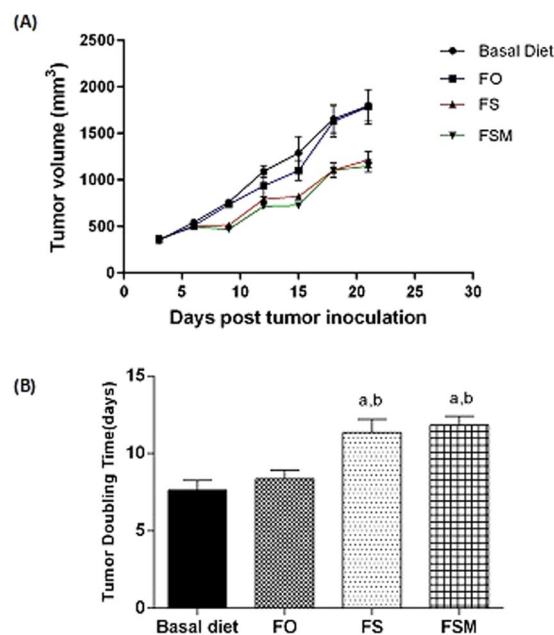 (A)
Tumor volume (mm³)
2500
2000
1500
1000
500
0
0 5 10 15 20 25 30
Days post tumor inoculation
Basal Diet
FO
FS
FSM
(B)
Tumor Doubling Time(days)
15
10
5
0
a,b a,b
Basal diet FO FS FSM